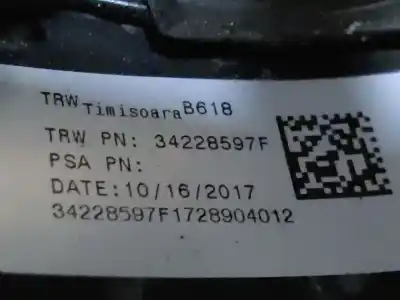 TRW Timisoara B618
TRW PN: 34228597F
PSA PN:
DATE:10/16/2017
34228597F1728904012